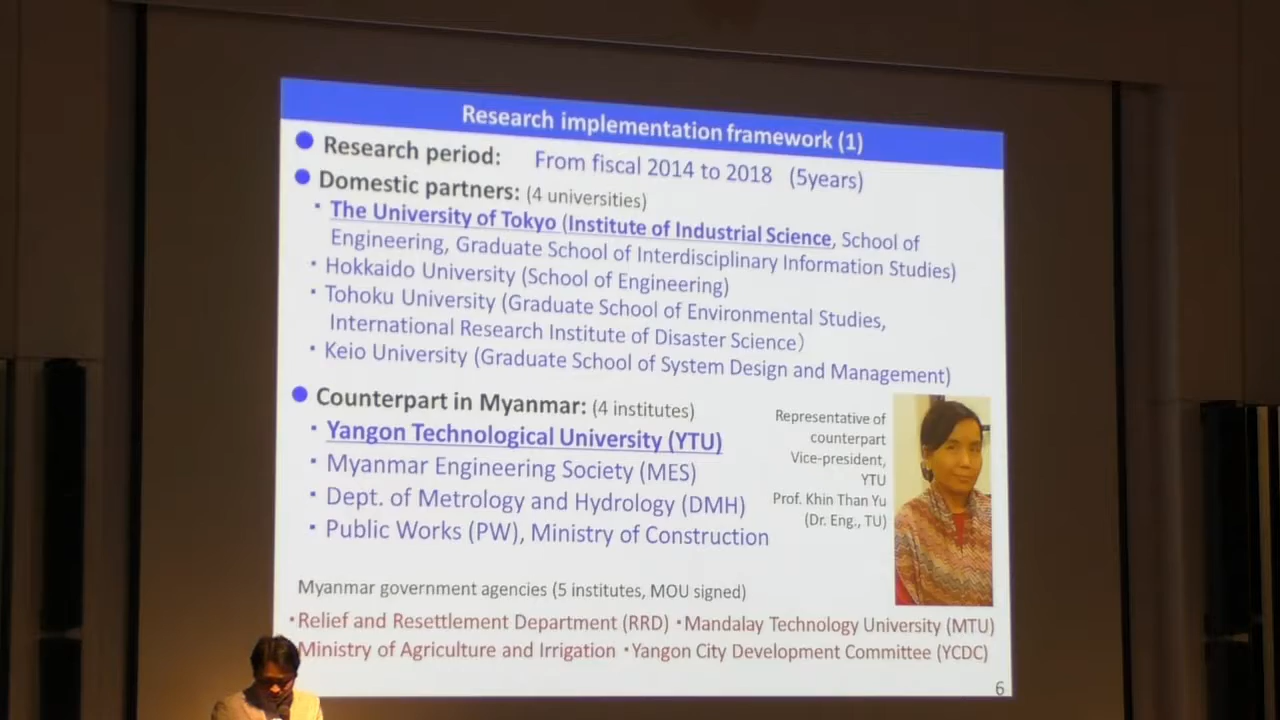 Research implementation framework (1)
● Research period: From fiscal 2014 to 2018 (5years)
● Domestic partners: (4 universities)
▪ The University of Tokyo (Institute of Industrial Science, School of
Engineering, Graduate School of Interdisciplinary Information Studies)
▪ Hokkaido University (School of Engineering)
▪ Tohoku University (Graduate School of Environmental Studies,
International Research Institute of Disaster Science）
▪ Keio University (Graduate School of System Design and Management)
● Counterpart in Myanmar: (4 institutes)
▪ Yangon Technological University (YTU)
▪ Myanmar Engineering Society (MES)
▪ Dept. of Metrology and Hydrology (DMH)
▪ Public Works (PW), Ministry of Construction
Representative of
counterpart
Vice-president,
YTU
Prof. Khin Than Yu
(Dr. Eng., TU)
Myanmar government agencies (5 institutes, MOU signed)
▪Relief and Resettlement Department (RRD) ▪Mandalay Technology University (MTU)
Ministry of Agriculture and Irrigation ▪Yangon City Development Committee (YCDC)
6